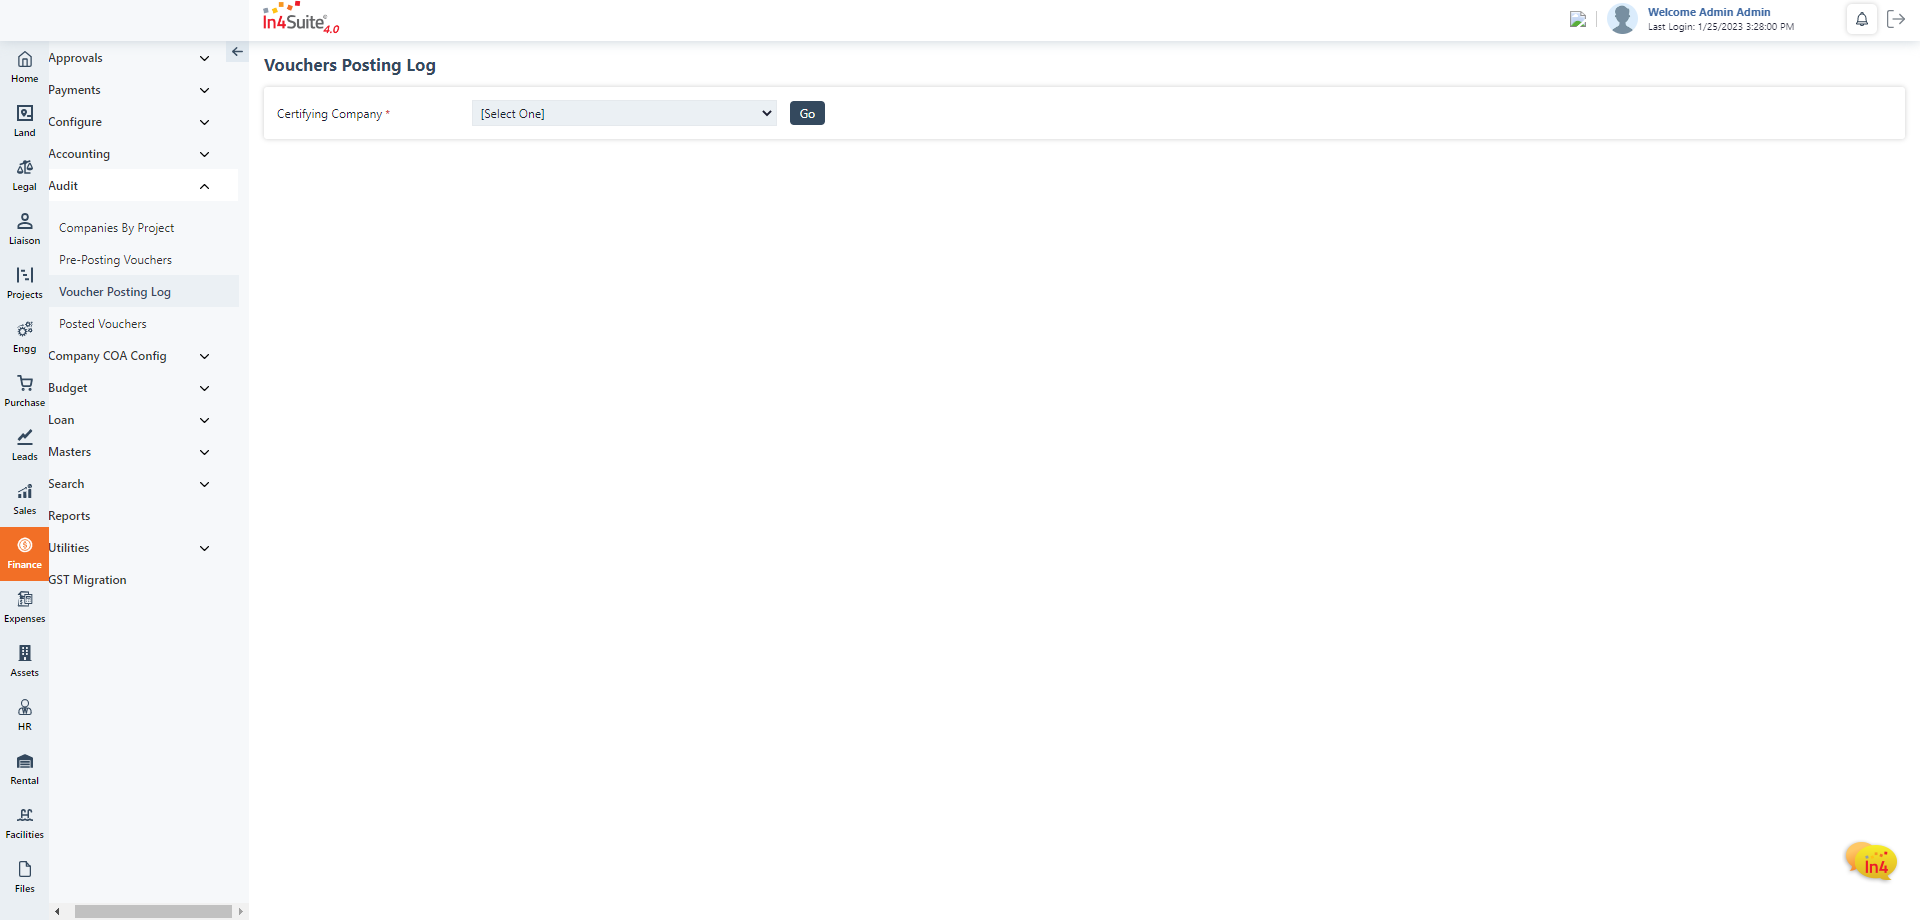 In4Suite® 4.0
Welcome Admin Admin
Last Login: 1/25/2023 3:28:00 PM
Home
Land
Legal
Liaison
Projects
Engg
Purchase
Leads
Sales
Finance
Expenses
Assets
HR
Rental
Facilities
Files
Approvals
Payments
Configure
Accounting
Audit
Companies By Project
Pre-Posting Vouchers
Voucher Posting Log
Posted Vouchers
Company COA Config
Budget
Loan
Masters
Search
Reports
Utilities
GST Migration
Vouchers Posting Log
Certifying Company * [Select One] Go
in4